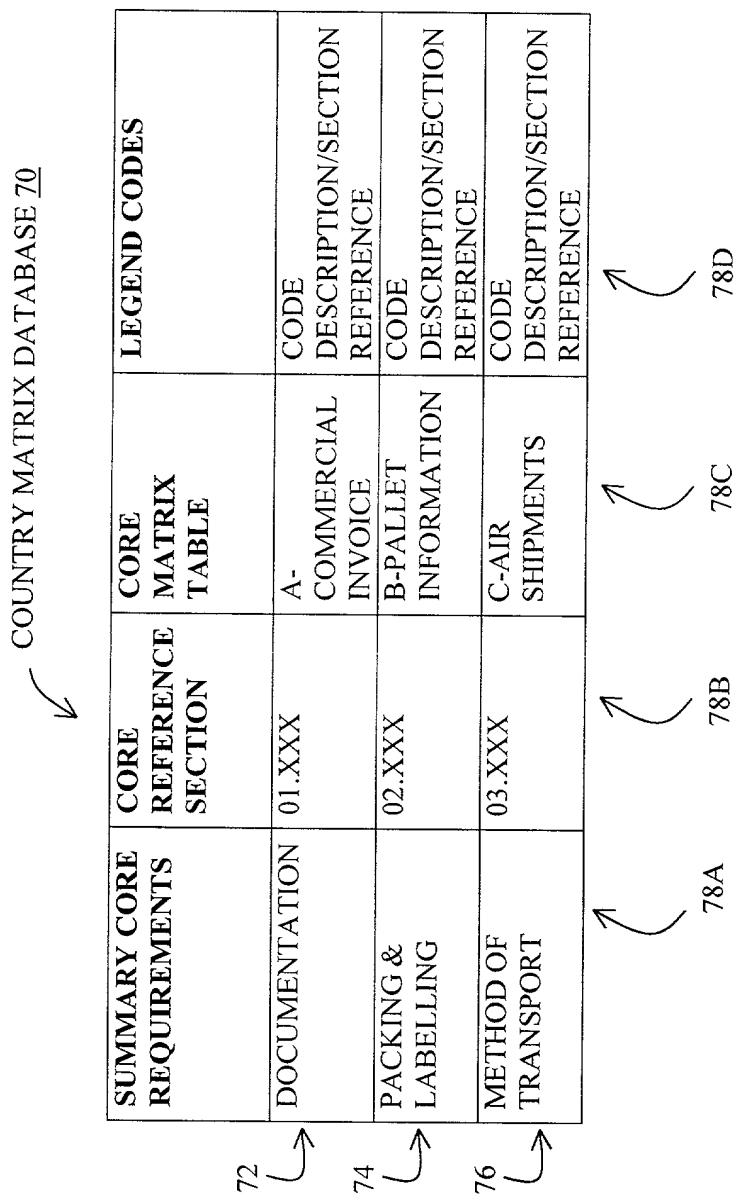 COUNTRY MATRIX DATABASE 70
SUMMARY CORE
REQUIREMENTS
CORE
REFERENCE
SECTION
CORE
MATRIX
TABLE
LEGEND CODES
72
DOCUMENTATION
01.XXX
A-
COMMERCIAL
INVOICE
CODE
DESCRIPTION/SECTION
REFERENCE
74
PACKING &
LABELLING
02.XXX
B-PALLET
INFORMATION
CODE
DESCRIPTION/SECTION
REFERENCE
76
METHOD OF
TRANSPORT
03.XXX
C-AIR
SHIPMENTS
CODE
DESCRIPTION/SECTION
REFERENCE
78A
78B
78C
78D